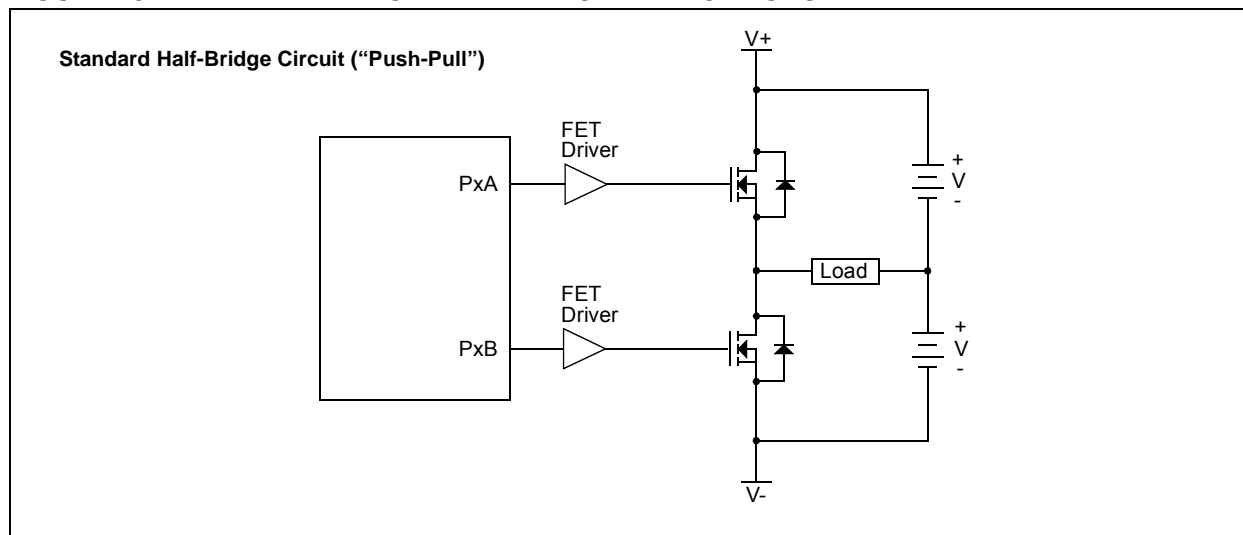 Standard Half-Bridge Circuit (“Push-Pull”)
V+
FET
Driver
PxA
+
V
-
Load
FET
Driver
PxB
+
V
-
V-